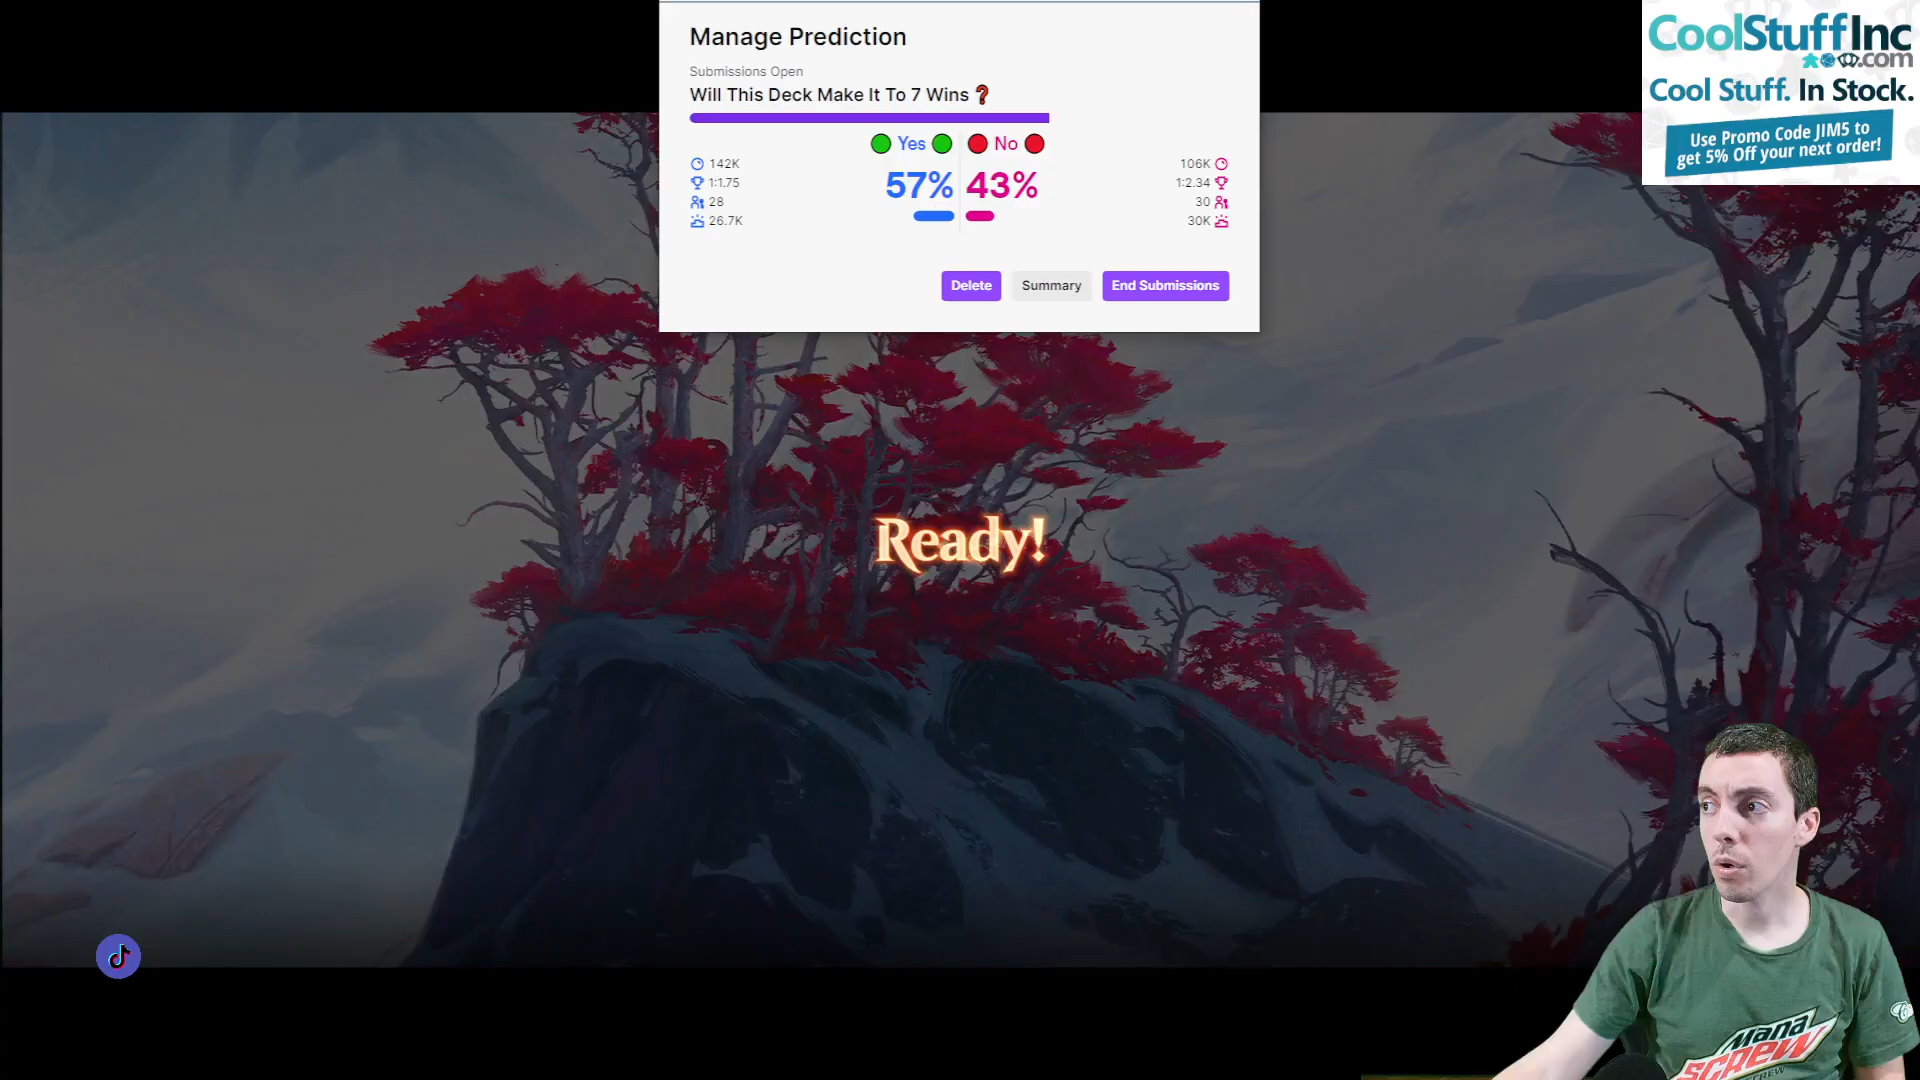 Manage Prediction
Submissions Open
Will This Deck Make It To 7 Wins ❓
Yes No
142K 57% 43% 106K
1:1.75 1:2.34
28 30
26.7K 30K
Delete Summary End Submissions
CoolStuffInc
.com
Cool Stuff. In Stock.
Use Promo Code JIM5 to
get 5% Off your next order!
Ready!
Mana
SCREW